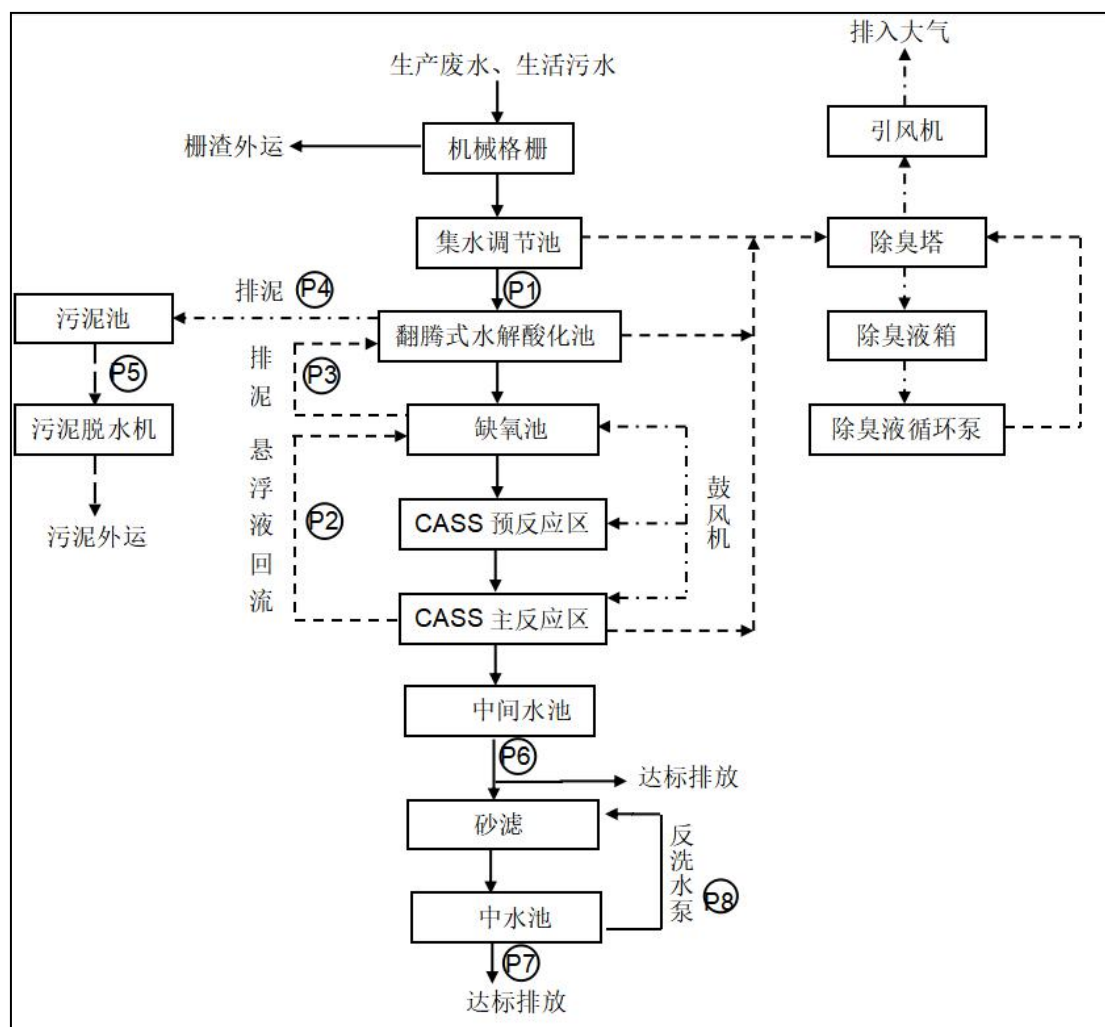 排入大气
生产废水、生活污水
引风机
栅渣外运
机械格栅
集水调节池
除臭塔
排泥 P4
P1
污泥池
翻腾式水解酸化池
除臭液箱
排泥
P3
P5
污泥脱水机
缺氧池
除臭液循环泵
悬浮液回流
P2
鼓风机
污泥外运
CASS 预反应区
CASS 主反应区
中间水池
P6
达标排放
砂滤
反洗水泵
P8
中水池
P7
达标排放